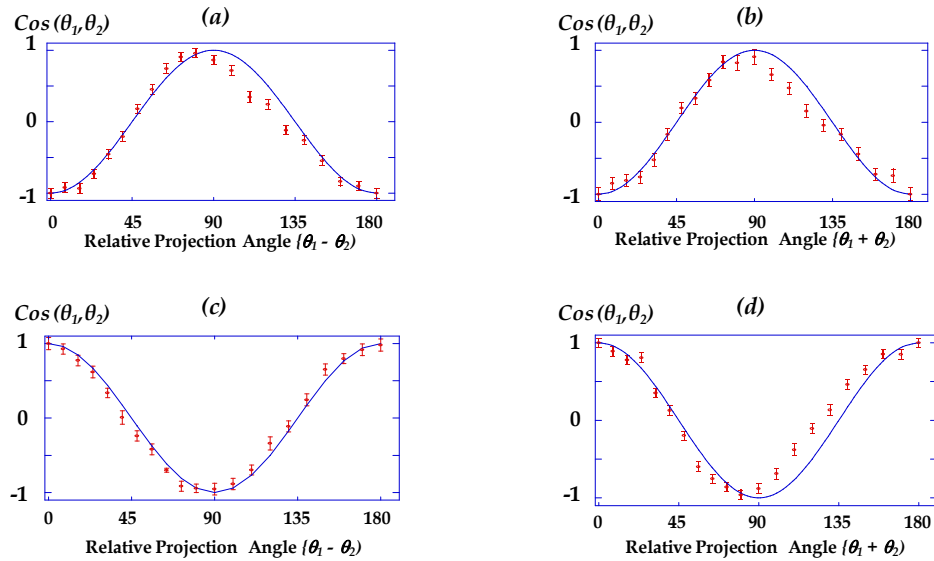 Cos (θ1,θ2) (a)
1
0
-1
0 45 90 135 180
Relative Projection Angle {θ1 - θ2)
(b)
Cos (θ1,θ2)
1
0
-1
0 45 90 135 180
Relative Projection Angle {θ1 + θ2)
Cos (θ1,θ2) (c)
1
0
-1
0 45 90 135 180
Relative Projection Angle {θ1 - θ2)
Cos (θ1,θ2) (d)
1
0
-1
0 45 90 135 180
Relative Projection Angle {θ1 + θ2)